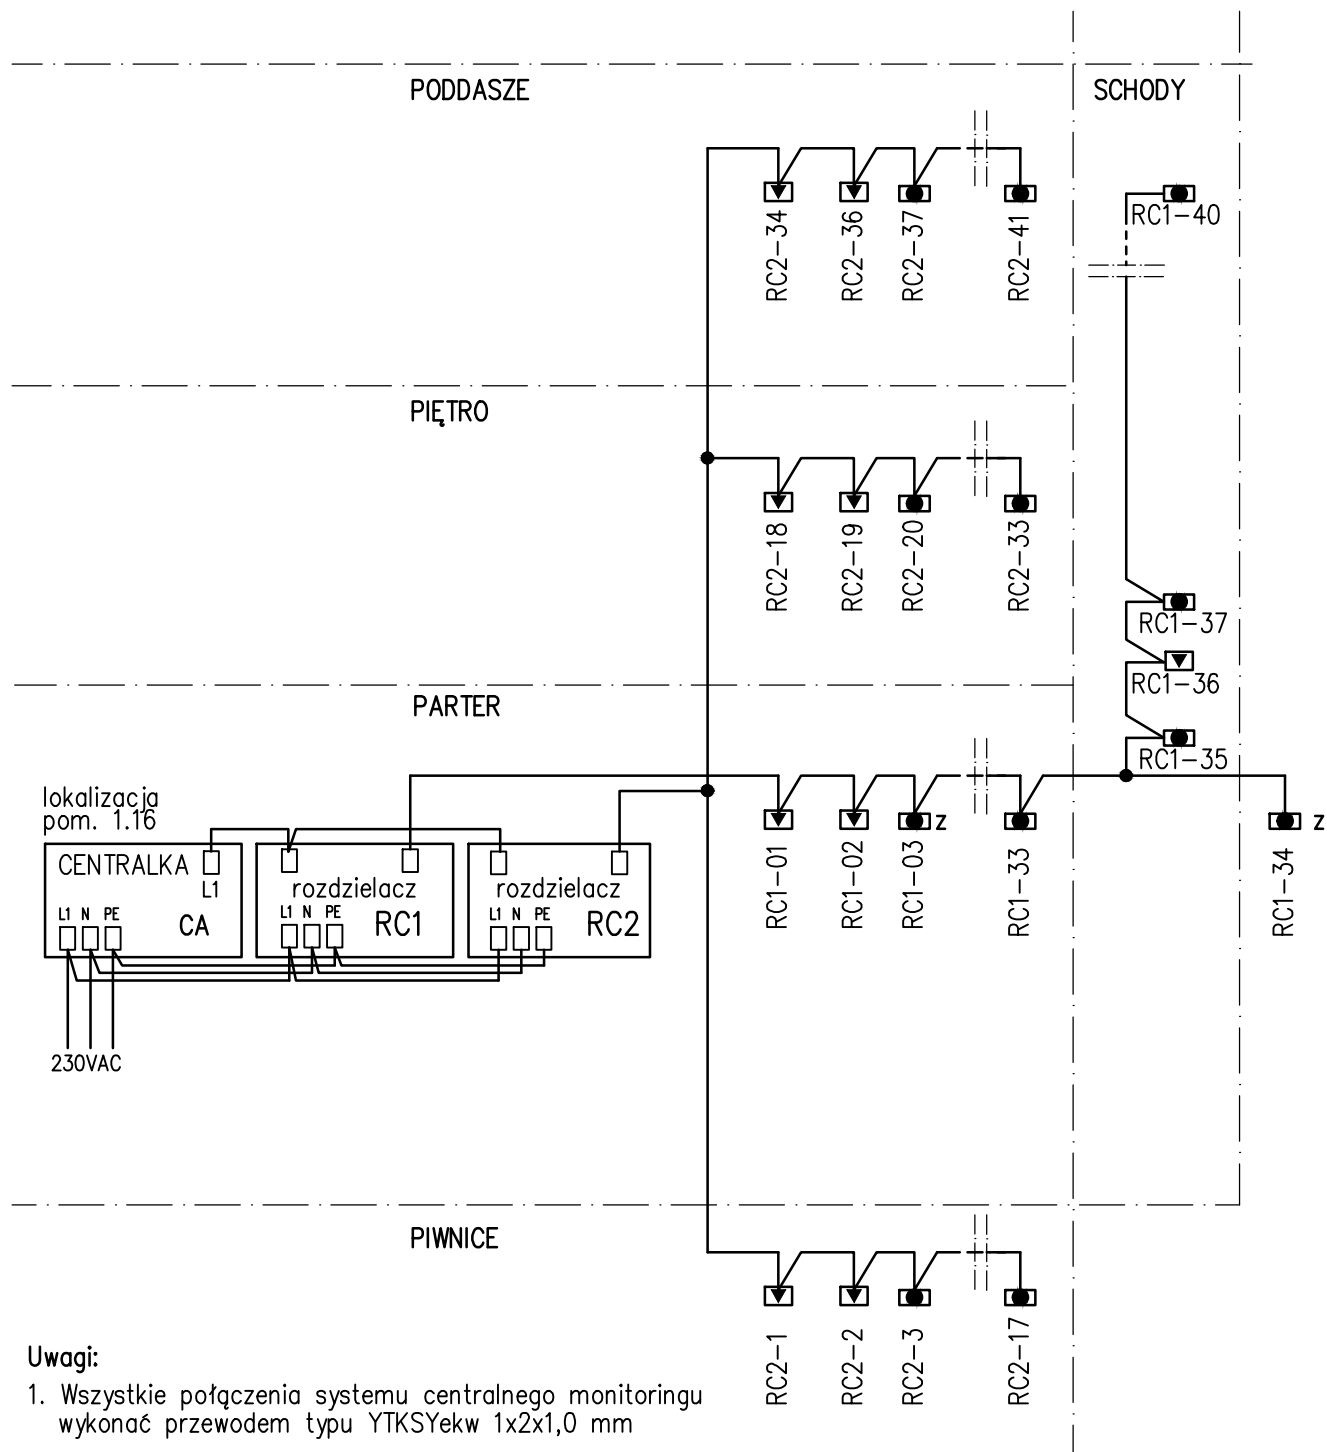 PODDASZE
SCHODY
RC2-34
RC2-36
RC2-37
RC2-41
RC1-40
PIĘTRO
RC2-18
RC2-19
RC2-20
RC2-33
RC1-37
RC1-36
RC1-35
PARTER
lokalizacja
pom. 1.16
CENTRALKA
L1
L1 N PE
CA
rozdzielacz
L1 N PE
RC1
rozdzielacz
L1 N PE
RC2
230VAC
RC1-01
RC1-02
z
RC1-03
RC1-33
z
RC1-34
PIWNICE
RC2-1
RC2-2
RC2-3
RC2-17
Uwagi:
1. Wszystkie połączenia systemu centralnego monitoringu
wykonać przewodem typu YTKSYekw 1x2x1,0 mm